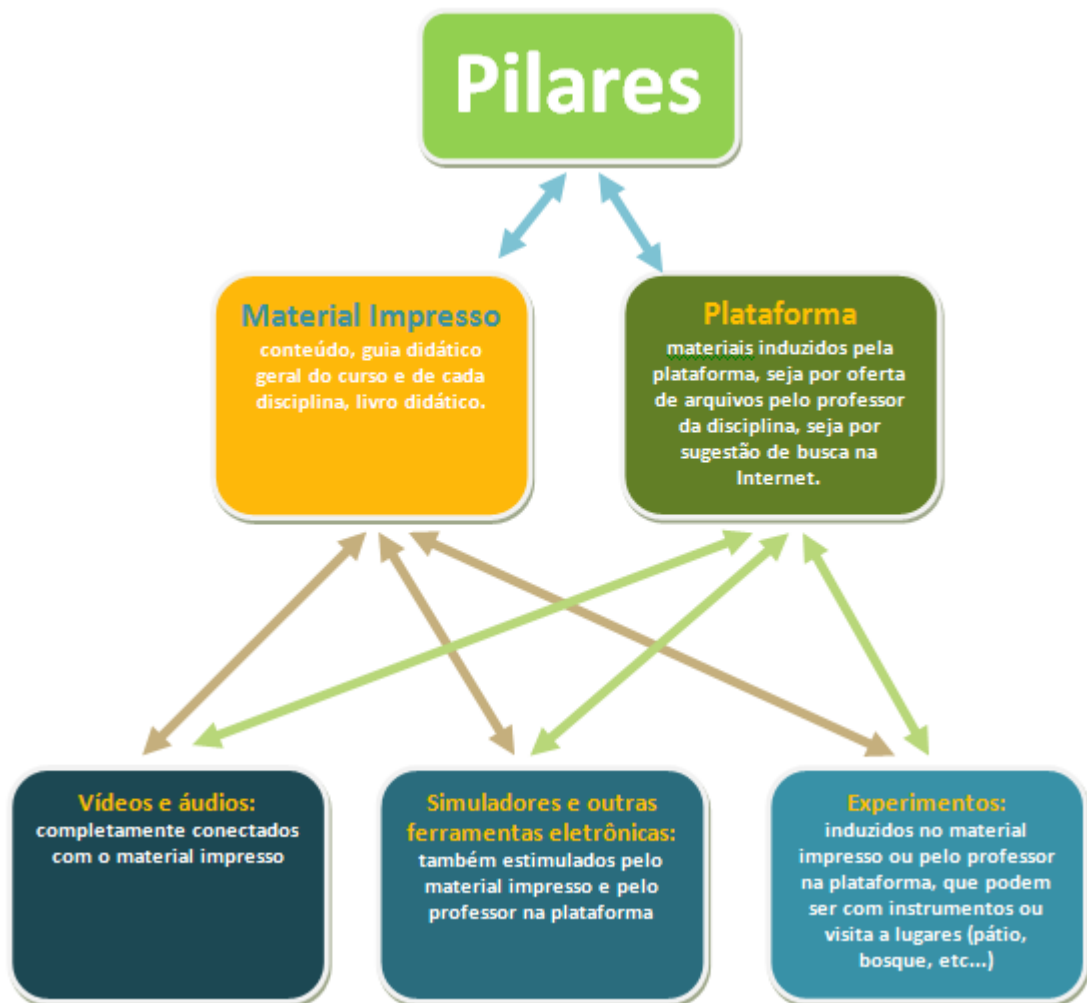 Pilares
Material Impresso
conteúdo, guia didático
geral do curso e de cada
disciplina, livro didático.
Plataforma
materiais induzidos pela
plataforma, seja por oferta
de arquivos pelo professor
da disciplina, seja por
sugestão de busca na
Internet.
Vídeos e áudios:
completamente conectados
com o material impresso
Simuladores e outras
ferramentas eletrônicas:
também estimulados pelo
material impresso e pelo
professor na plataforma
Experimentos:
induzidos no material
impresso ou pelo professor
na plataforma, que podem
ser com instrumentos ou
visita a lugares (pátio,
bosque, etc...)